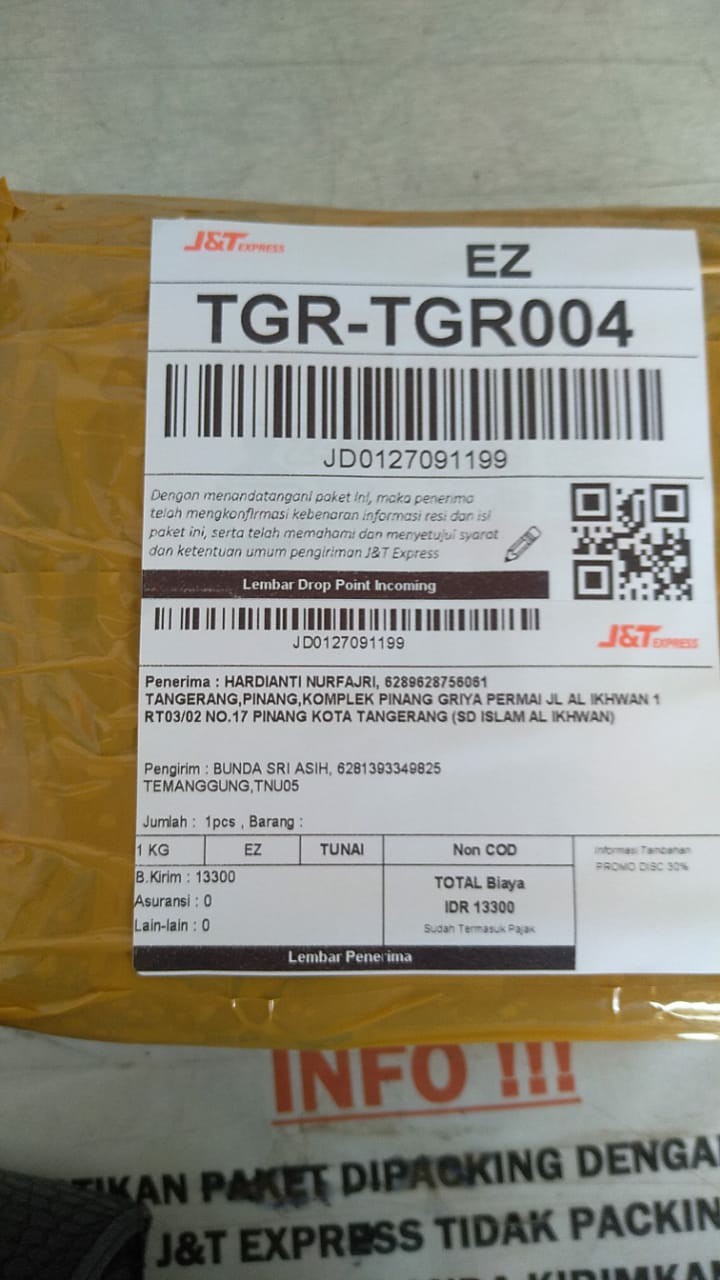 J&T EXPRESS
EZ
TGR-TGR004
JD0127091199
Dengan menandatangani paket ini, maka penerima
telah mengkonfirmasi kebenaran informasi resi dan isi
paket ini, serta telah memahami dan menyetujui syarat
dan ketentuan umum pengiriman J&T Express
Lembar Drop Point Incoming
JD0127091199
J&T EXPRESS
Penerima : HARDIANTI NURFAJRI, 6289628756061
TANGERANG,PINANG,KOMPLEK PINANG GRIYA PERMAI JL AL IKHWAN 1
RT03/02 NO.17 PINANG KOTA TANGERANG (SD ISLAM AL IKHWAN)
Pengirim : BUNDA SRI ASIH, 6281393349825
TEMANGGUNG,TNU05
Jumlah : 1pcs , Barang :
1 KG EZ TUNAI Non COD
Informasi Tambahan
PROMO DISC 30%
B.Kirim : 13300
Asuransi : 0
Lain-lain : 0
TOTAL Biaya
IDR 13300
Sudah Termasuk Pajak
Lembar Penerima
INFO !!!
TIKAN PAKET DIPACKING DENGA
J&T EXPRESS TIDAK PACKIN